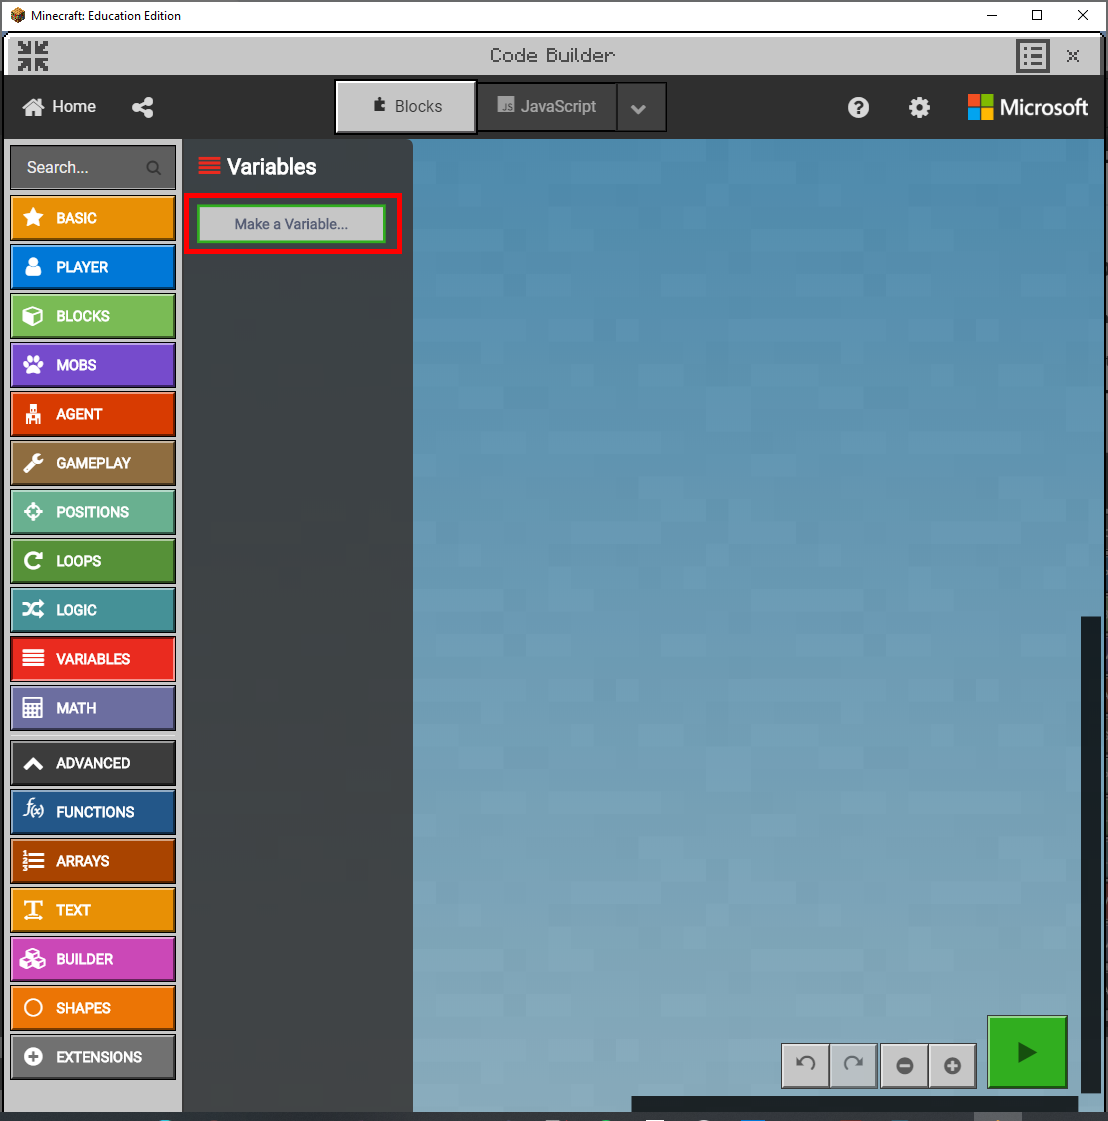 Minecraft: Education Edition
Code Builder
Home
Blocks
JS JavaScript
Microsoft
Search...
Variables
Make a Variable...
BASIC
PLAYER
BLOCKS
MOBS
AGENT
GAMEPLAY
POSITIONS
LOOPS
LOGIC
VARIABLES
MATH
ADVANCED
f(x) FUNCTIONS
ARRAYS
TEXT
BUILDER
SHAPES
EXTENSIONS